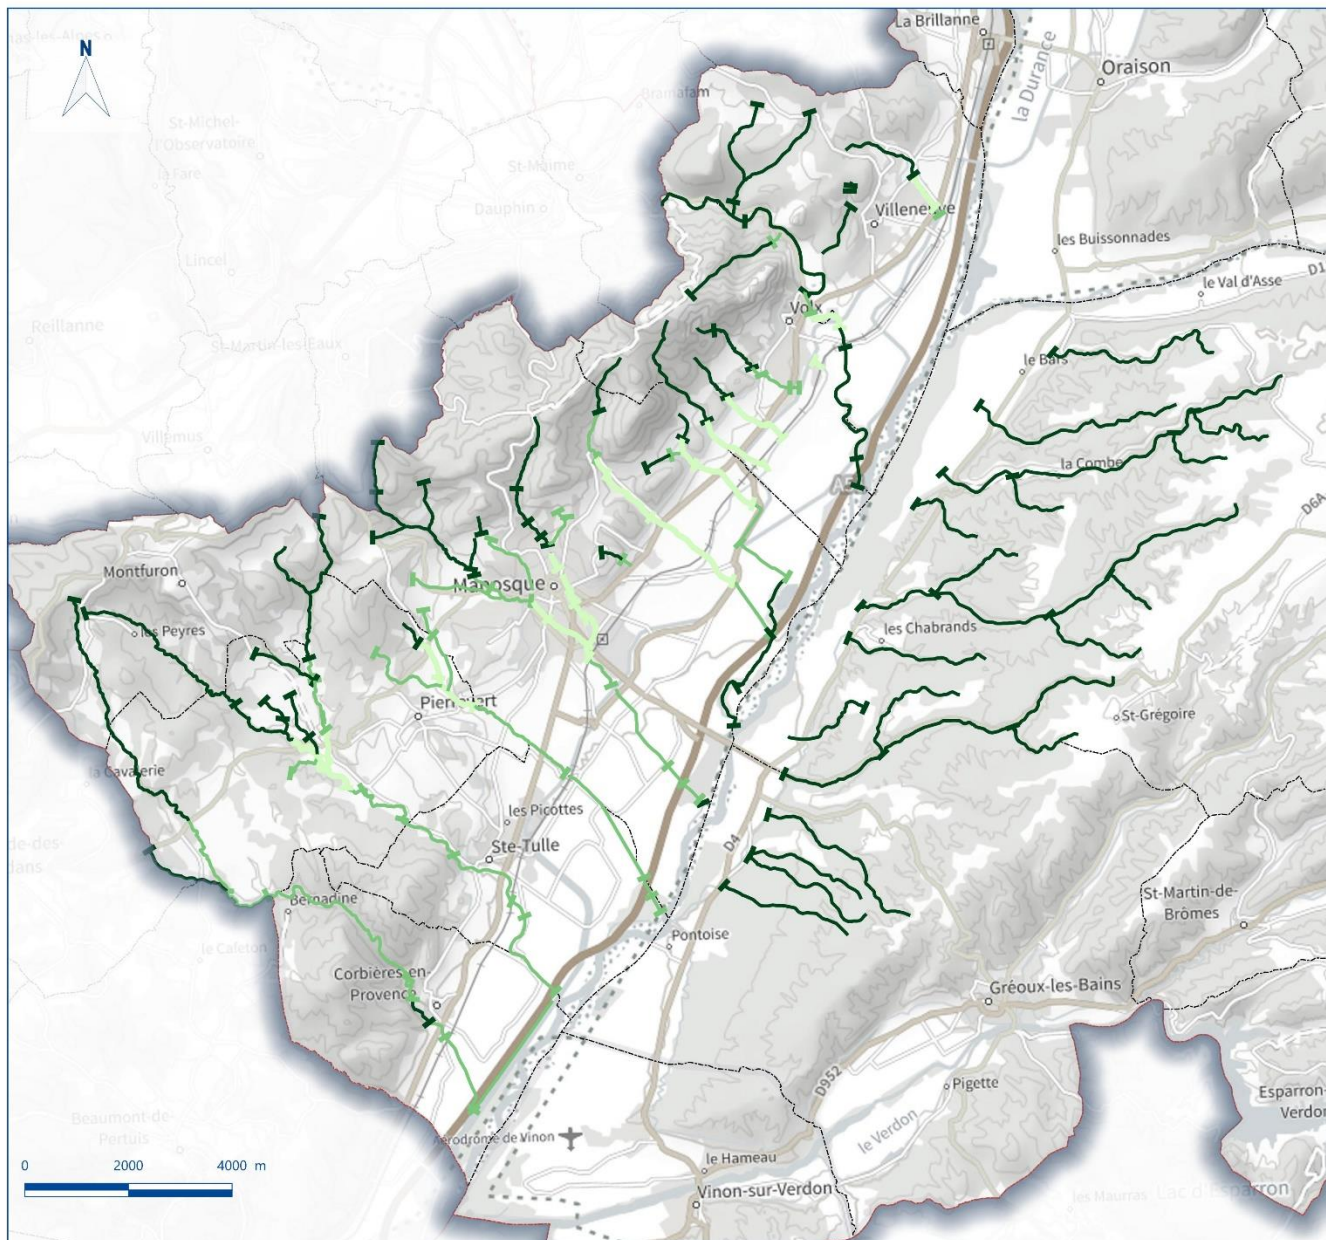 La Brillanne
N
Oraison
la Durance
Bramafam
St-Michel-
l'Observatoire
la Fare
St-Maime
Dauphin
Villeneuve
les Buissonnades
Lincel
le Val d'Asse
D1
Reillanne
Volx
St-Martin-les-Eaux
le Bars
Villemus
la Combe
D6A
Montfuron
Manosque
les Peyres
les Chabrands
Pierrevert
St-Grégoire
la Cavalerie
les Picottes
Ste-Tulle
D4
Bernadine
St-Martin-de-
Brômes
le Cafeton
Pontoise
Corbières-en-
Provence
Gréoux-les-Bains
D952
Pigette
Esparron-
Verdon
Beaumont-de-
Pertuis
Aérodrome de Vinon
le Verdon
0 2000 4000 m
le Hameau
Vinon-sur-Verdon
les Maurras
Lac d'Esparron